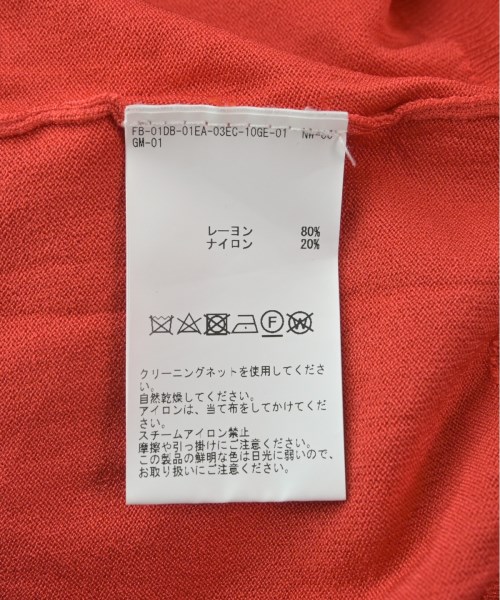 FB-01DB-01EA-03EC-10GE-01
GM-01
レーヨン 80%
ナイロン 20%
クリーニングネットを使用してくださ
い。
自然乾燥してください。
アイロンは、当て布をしてかけてくだ
さい。
スチームアイロン禁止
摩擦や引っ掛けにご注意ください。
この製品の鮮明な色は日光に弱いので、
お取り扱いにご注意ください。